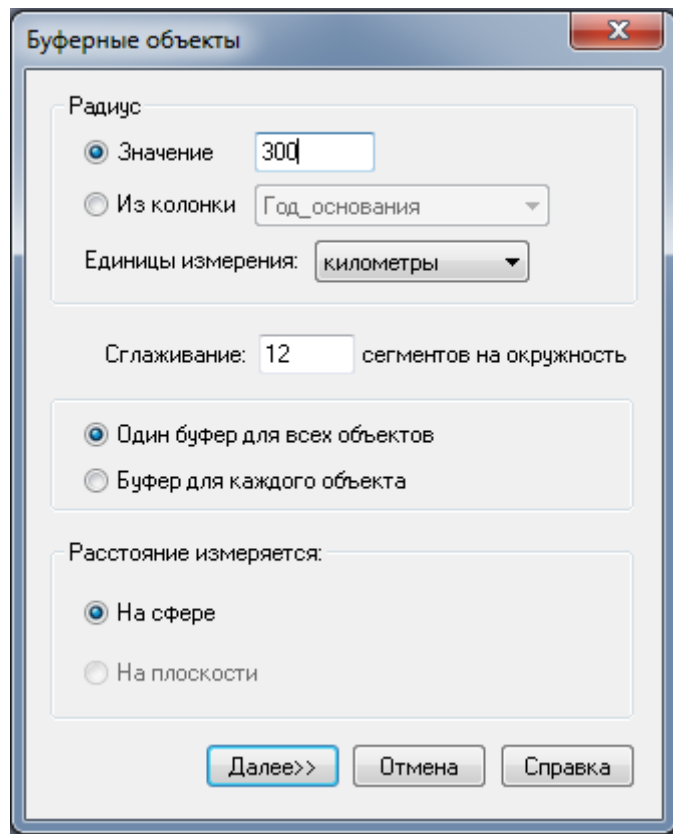 Буферные объекты
Радиус
Значение 300
Из колонки Год_основания
Единицы измерения: километры
Сглаживание: 12 сегментов на окружность
Один буфер для всех объектов
Буфер для каждого объекта
Расстояние измеряется:
На сфере
На плоскости
Далее>> Отмена Справка